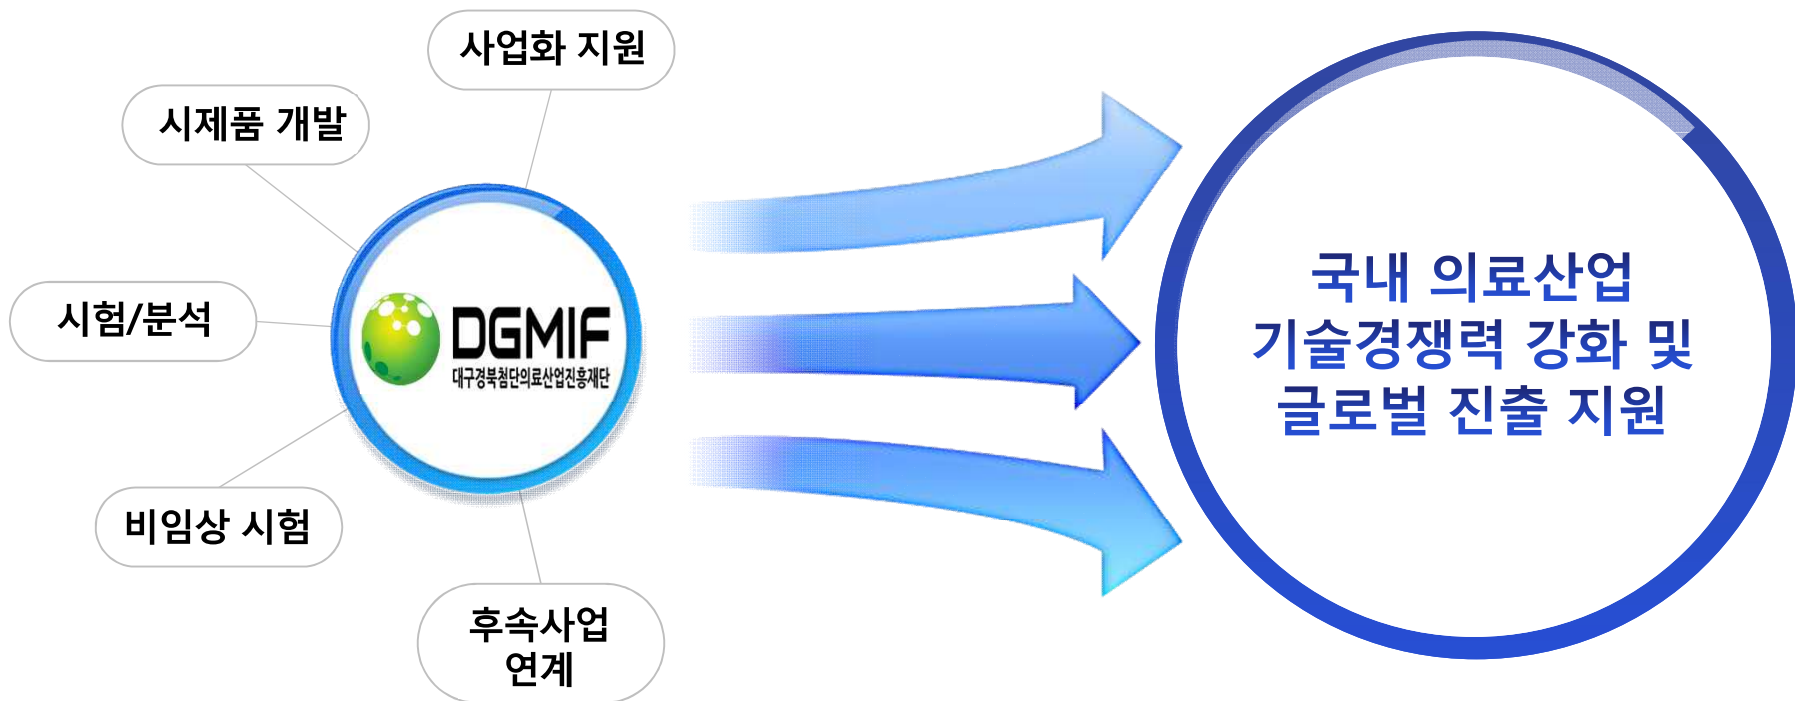 사업화 지원
시제품 개발
시험/분석
DGMIF
대구경북첨단의료산업진흥재단
비임상 시험
후속사업
연계
국내 의료산업
기술경쟁력 강화 및
글로벌 진출 지원